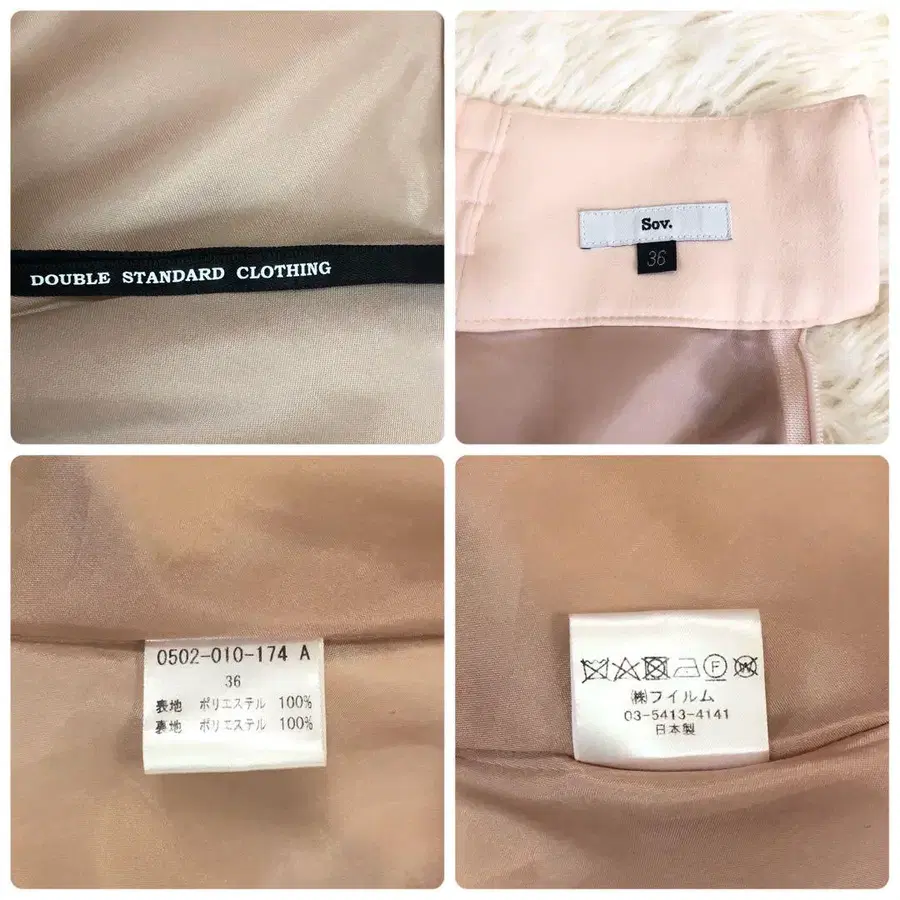 DOUBLE STANDARD CLOTHING
Sov.
36
0502-010-174 A
36
表地 ポリエステル 100%
裏地 ポリエステル 100%
F W
㈱フイルム
03-5413-4141
日本製